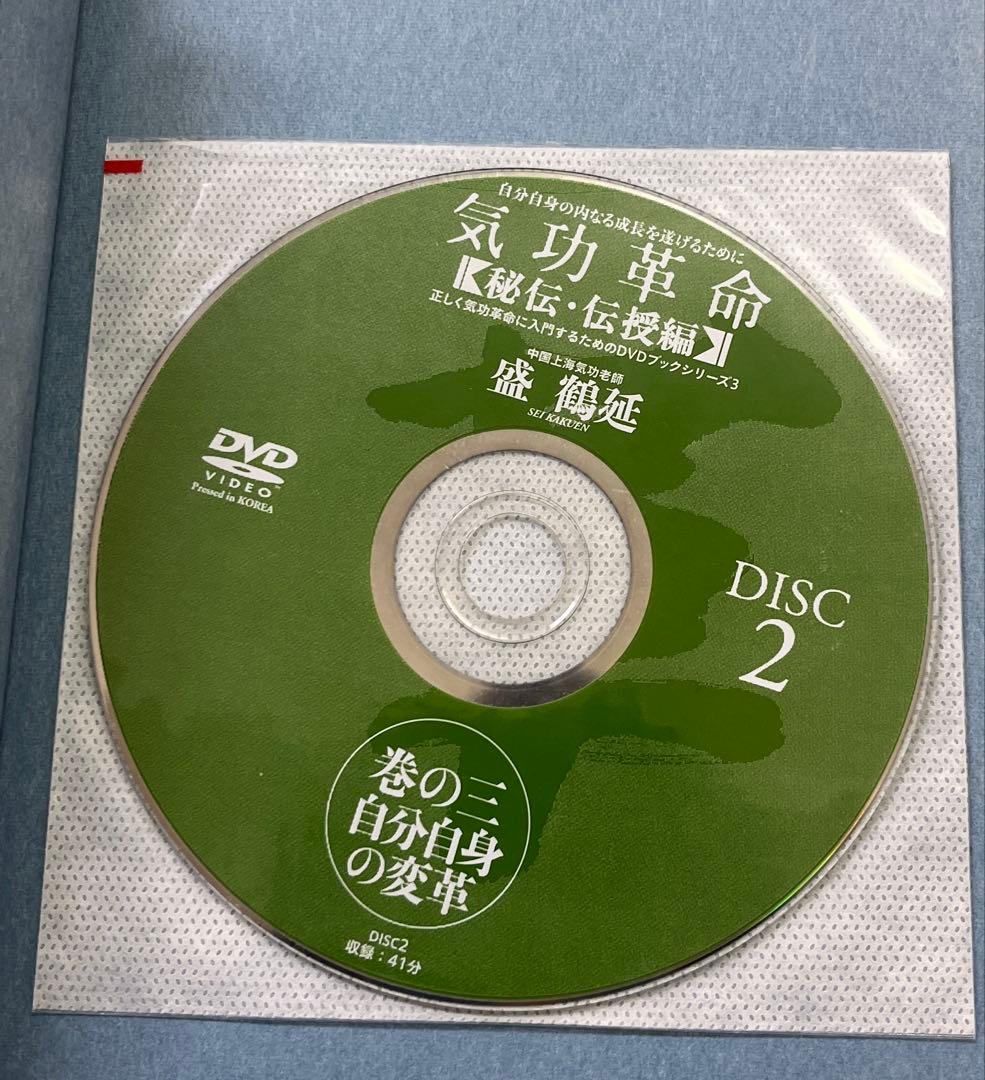 自分自身の内なる成長を遂げるために
気功革命
【秘伝・伝授編】
正しく気功革命に入門するためのDVDブックシリーズ3
中国上海気功老師
盛 鶴延
SEI KAKUEN
DVD
VIDEO™
Pressed in KOREA
DISC
2
巻の三
自分自身
の変革
DISC2
収録：41分